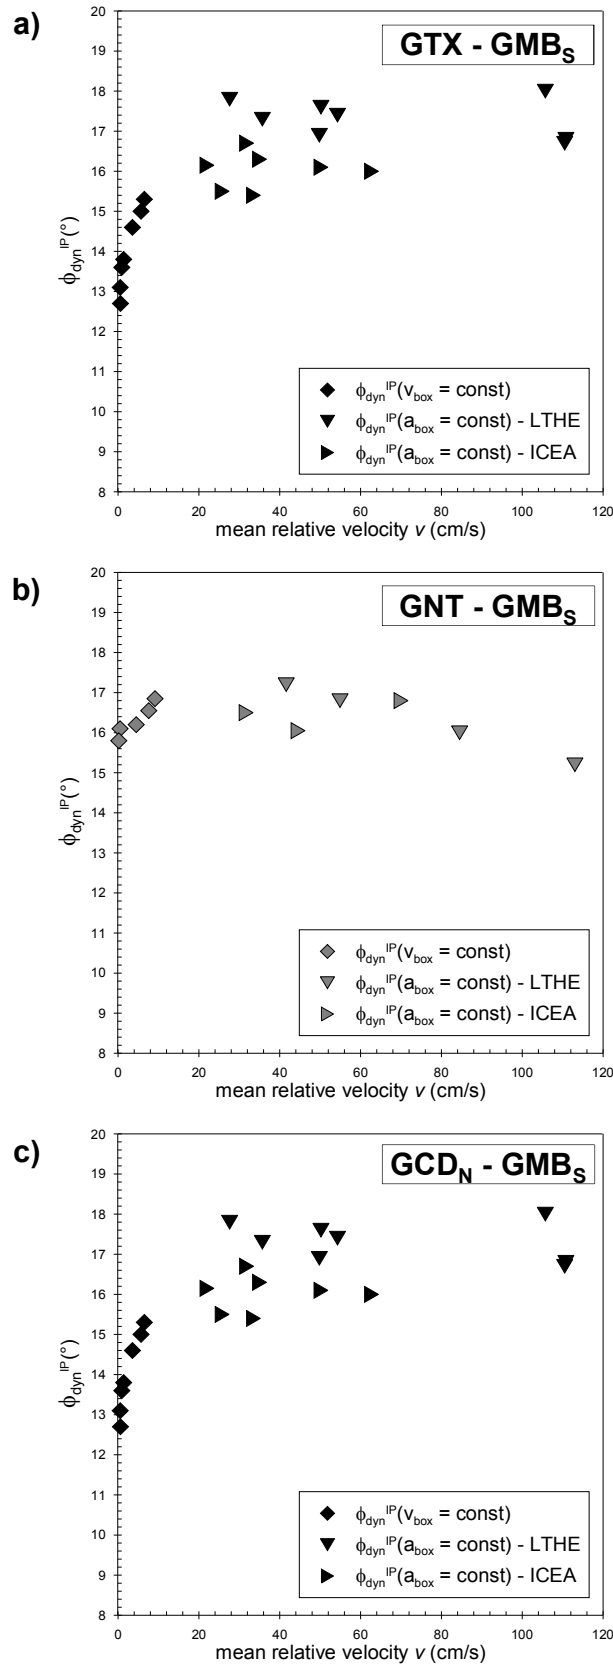 a)
GTX - GMBS
20
19
18
17
16
15
14
13
12
11
10
9
8
ϕdynIP(°)
ϕdynIP(vbox = const)
ϕdynIP(abox = const) - LTHE
ϕdynIP(abox = const) - ICEA
0 20 40 60 80 100 120
mean relative velocity v (cm/s)
b)
GNT - GMBS
20
19
18
17
16
15
14
13
12
11
10
9
8
ϕdynIP(°)
ϕdynIP(vbox = const)
ϕdynIP(abox = const) - LTHE
ϕdynIP(abox = const) - ICEA
0 20 40 60 80 100 120
mean relative velocity v (cm/s)
c)
GCDN - GMBS
20
19
18
17
16
15
14
13
12
11
10
9
8
ϕdynIP(°)
ϕdynIP(vbox = const)
ϕdynIP(abox = const) - LTHE
ϕdynIP(abox = const) - ICEA
0 20 40 60 80 100 120
mean relative velocity v (cm/s)